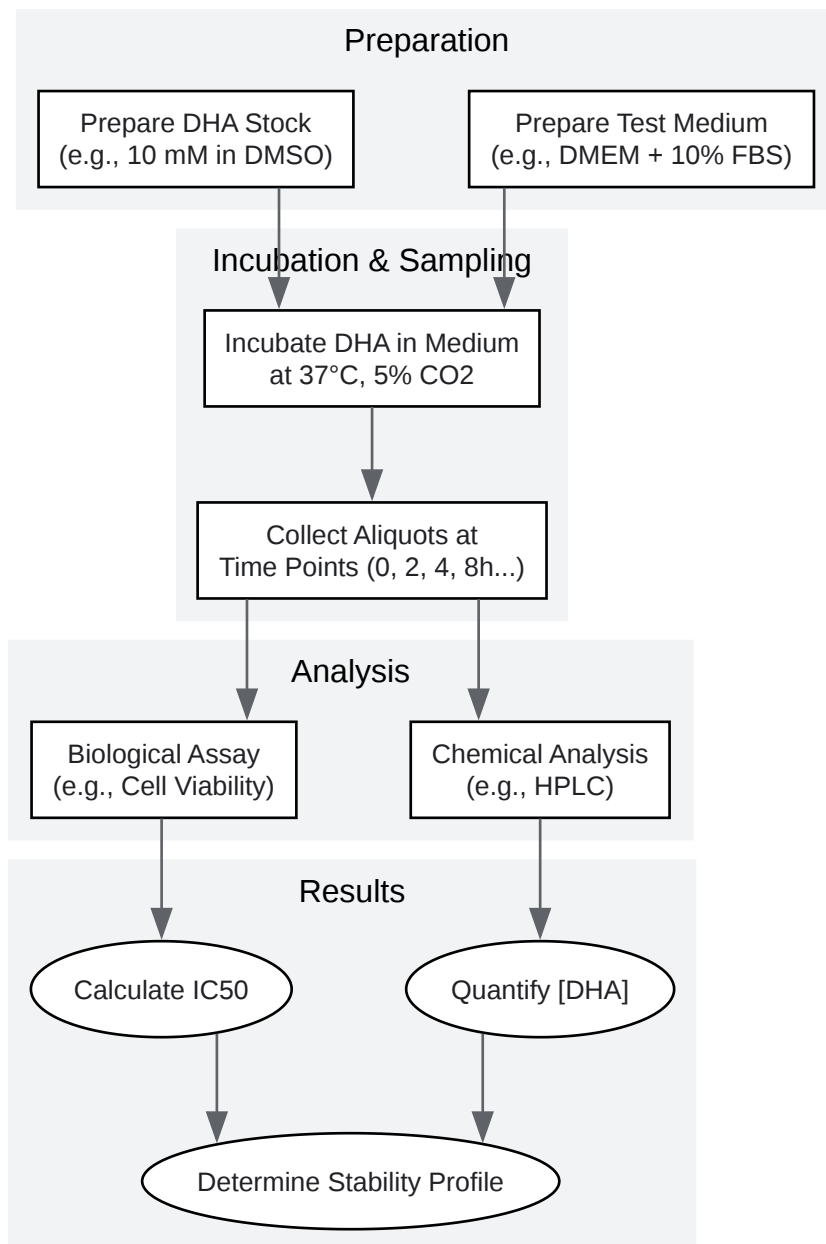 Preparation
Prepare DHA Stock
(e.g., 10 mM in DMSO)
Prepare Test Medium
(e.g., DMEM + 10% FBS)
Incubation & Sampling
Incubate DHA in Medium
at 37°C, 5% CO2
Collect Aliquots at
Time Points (0, 2, 4, 8h...)
Analysis
Biological Assay
(e.g., Cell Viability)
Chemical Analysis
(e.g., HPLC)
Results
Calculate IC50
Quantify [DHA]
Determine Stability Profile